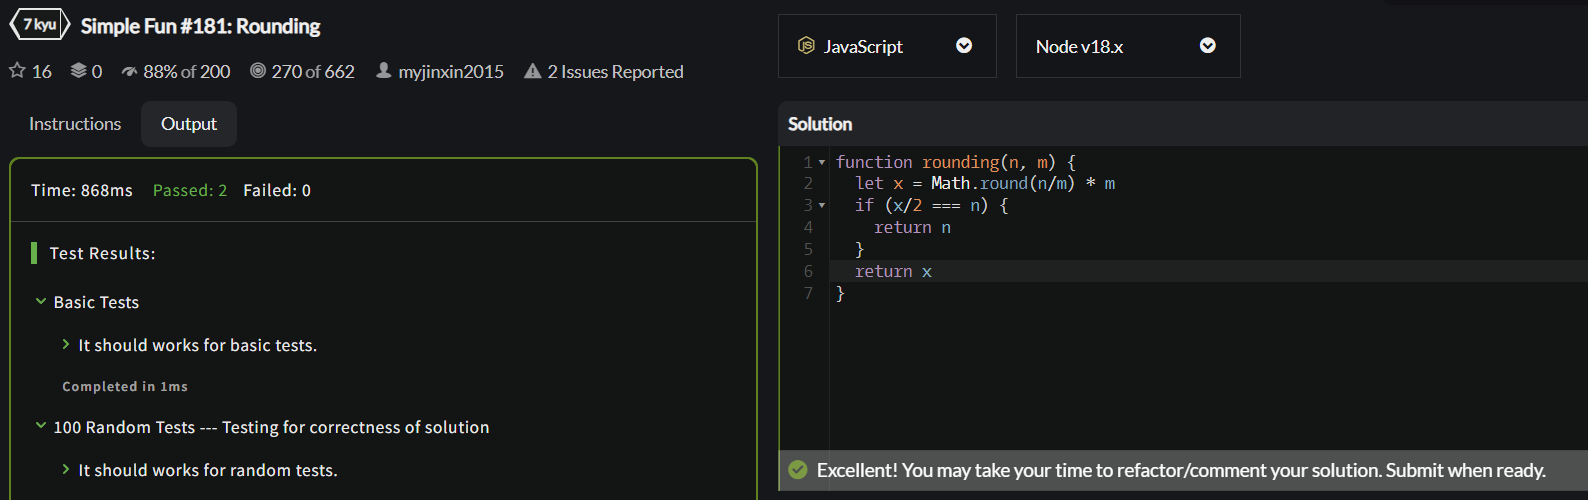 7 kyu Simple Fun #181: Rounding
16 0 88% of 200 270 of 662 myjinxin2015 2 Issues Reported
Instructions Output
Time: 868ms Passed: 2 Failed: 0
Test Results:
Basic Tests
It should works for basic tests.
Completed in 1ms
100 Random Tests --- Testing for correctness of solution
It should works for random tests.
JS JavaScript Node v18.x
Solution
1 function rounding(n, m) {
2 let x = Math.round(n/m) * m
3 if (x/2 === n) {
4 return n
5 }
6 return x
7 }
Excellent! You may take your time to refactor/comment your solution. Submit when ready.